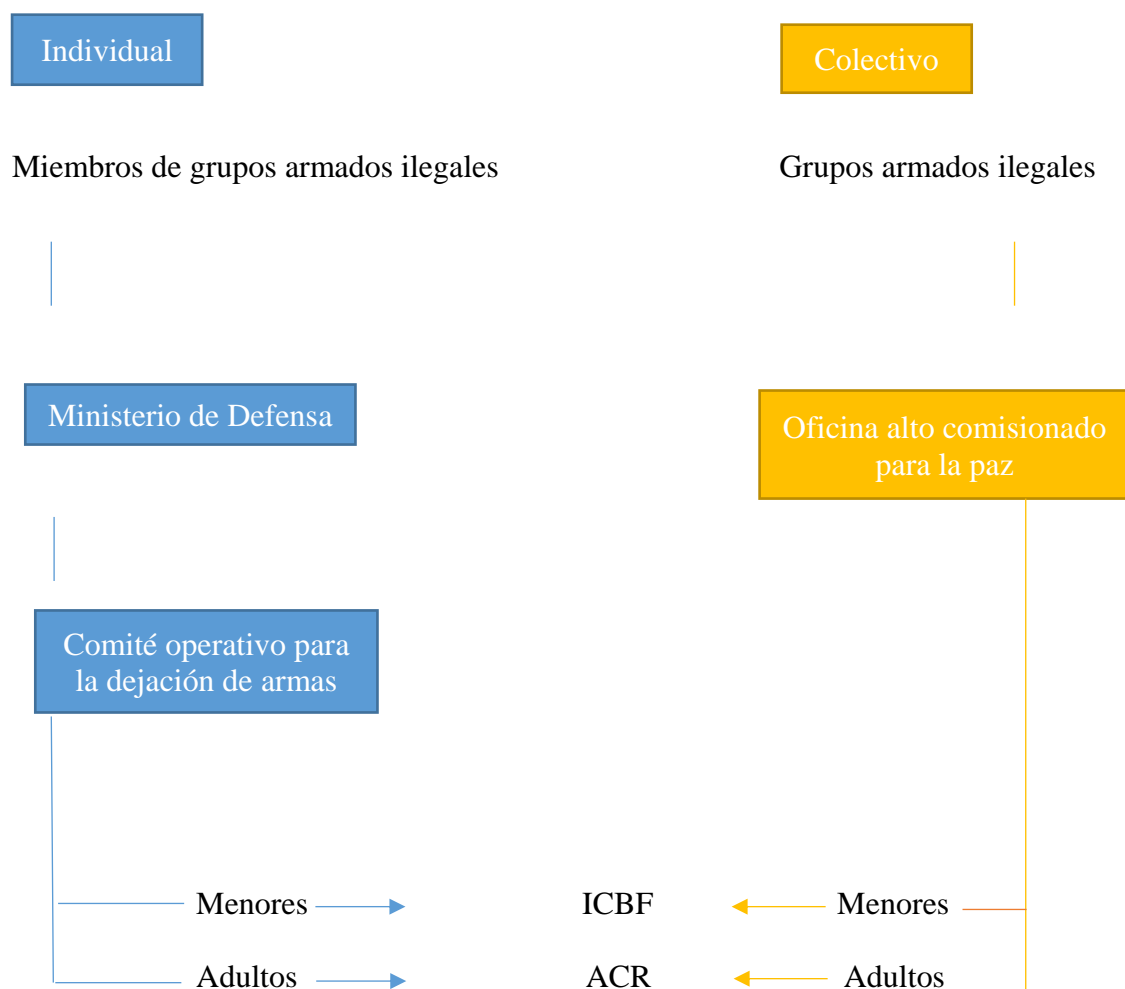 Individual
Colectivo
Miembros de grupos armados ilegales
Grupos armados ilegales
Ministerio de Defensa
Oficina alto comisionado
para la paz
Comité operativo para
la dejación de armas
Menores
ICBF
Menores
Adultos
ACR
Adultos